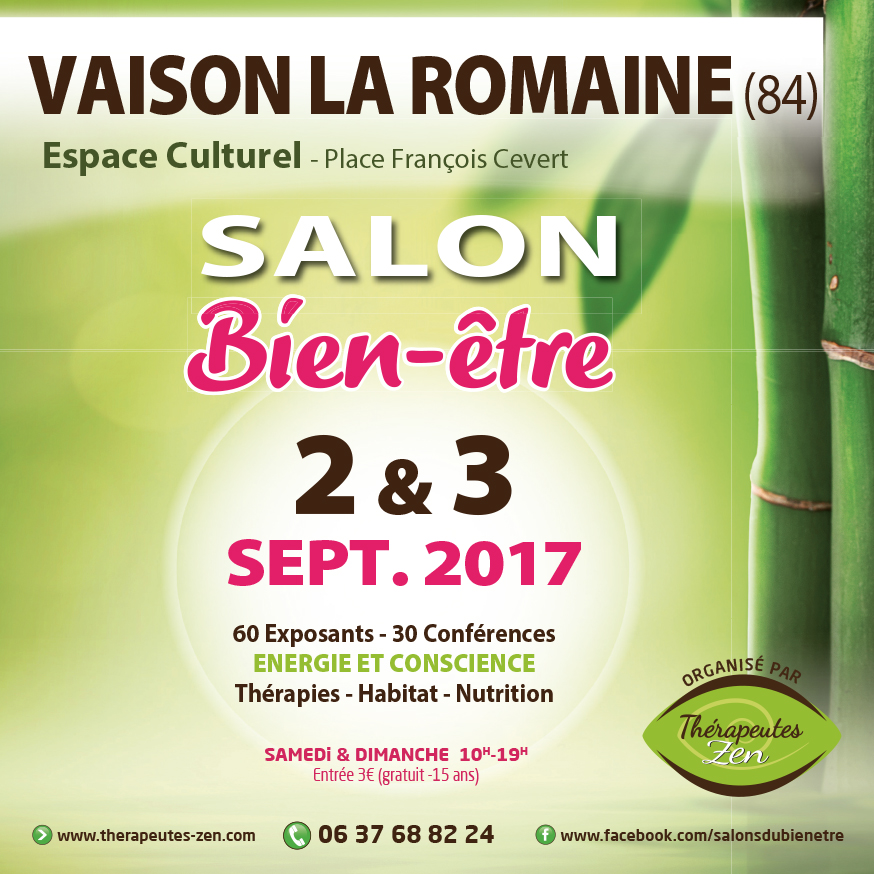 VAISON LA ROMAINE (84)
Espace Culturel - Place François Cevert
SALON
Bien-être
2 & 3
SEPT. 2017
60 Exposants - 30 Conférences
ENERGIE ET CONSCIENCE
Thérapies - Habitat - Nutrition
ORGANISÉ PAR
Thérapeutes
Zen
SAMEDi & DIMANCHE 10H-19H
Entrée 3€ (gratuit -15 ans)
www.therapeutes-zen.com
06 37 68 82 24
www.facebook.com/salonsdubienetre